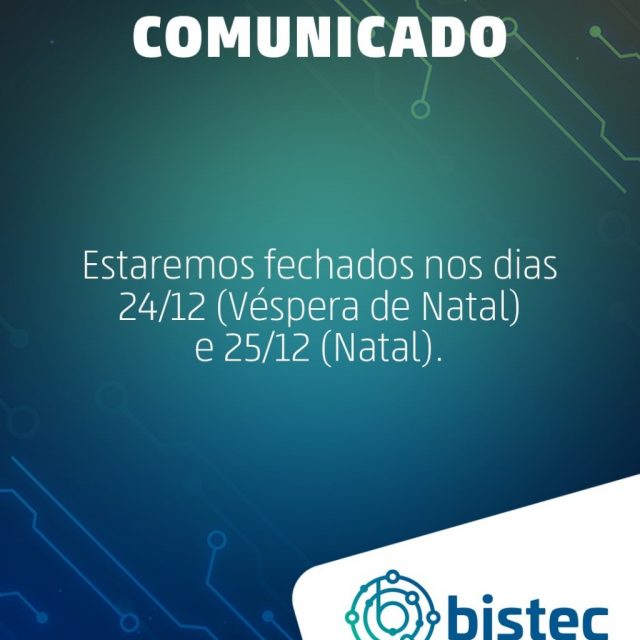 COMUNICADO
Estaremos fechados nos dias
24/12 (Véspera de Natal)
e 25/12 (Natal).
bistec